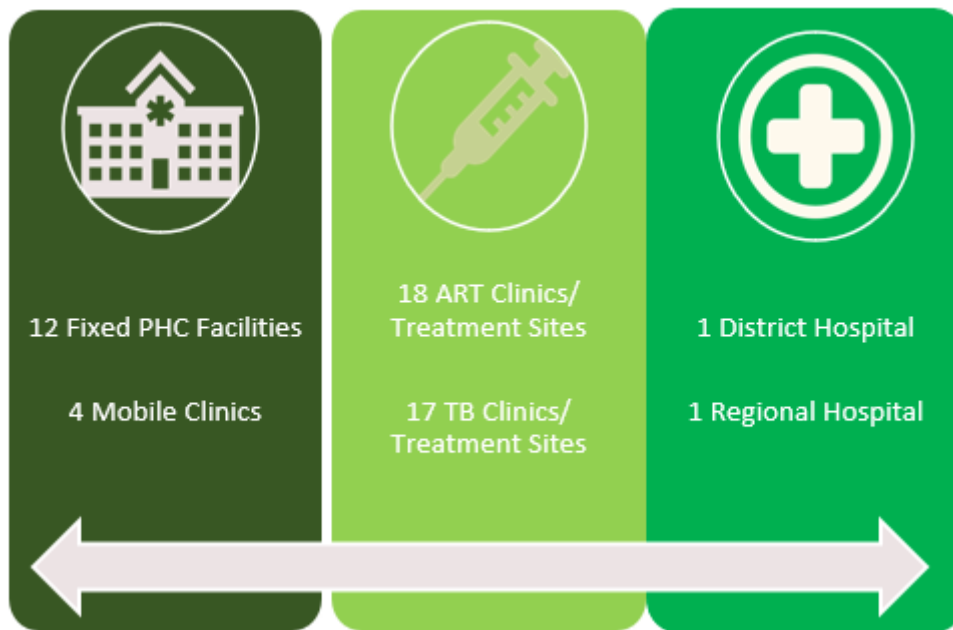 12 Fixed PHC Facilities
4 Mobile Clinics
18 ART Clinics/
Treatment Sites
17 TB Clinics/
Treatment Sites
1 District Hospital
1 Regional Hospital